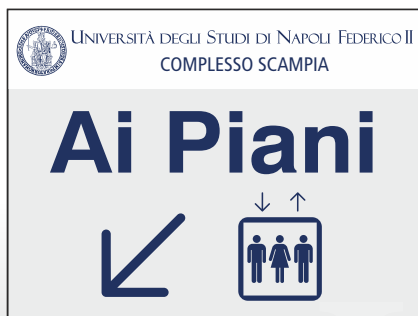 UNIVERSITÀ DEGLI STUDI DI NAPOLI FEDERICO II
COMPLESSO SCAMPIA
Ai Piani